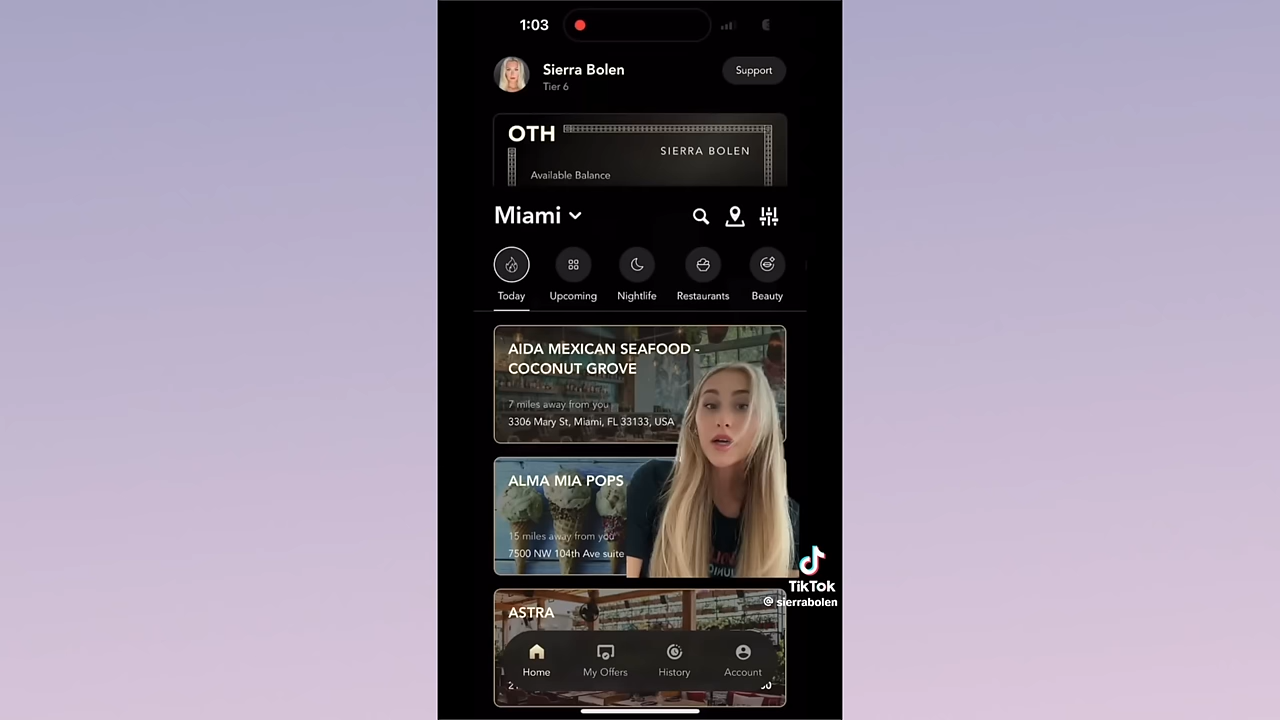 1:03
Sierra Bolen
Tier 6
Support
OTH
SIERRA BOLEN
Available Balance
Miami
Today
Upcoming
Nightlife
Restaurants
Beauty
AIDA MEXICAN SEAFOOD -
COCONUT GROVE
7 miles away from you
3306 Mary St, Miami, FL 33133, USA
ALMA MIA POPS
15 miles away from you
7500 NW 104th Ave suite
TikTok
@ sierrabolen
ASTRA
Home
My Offers
History
Account